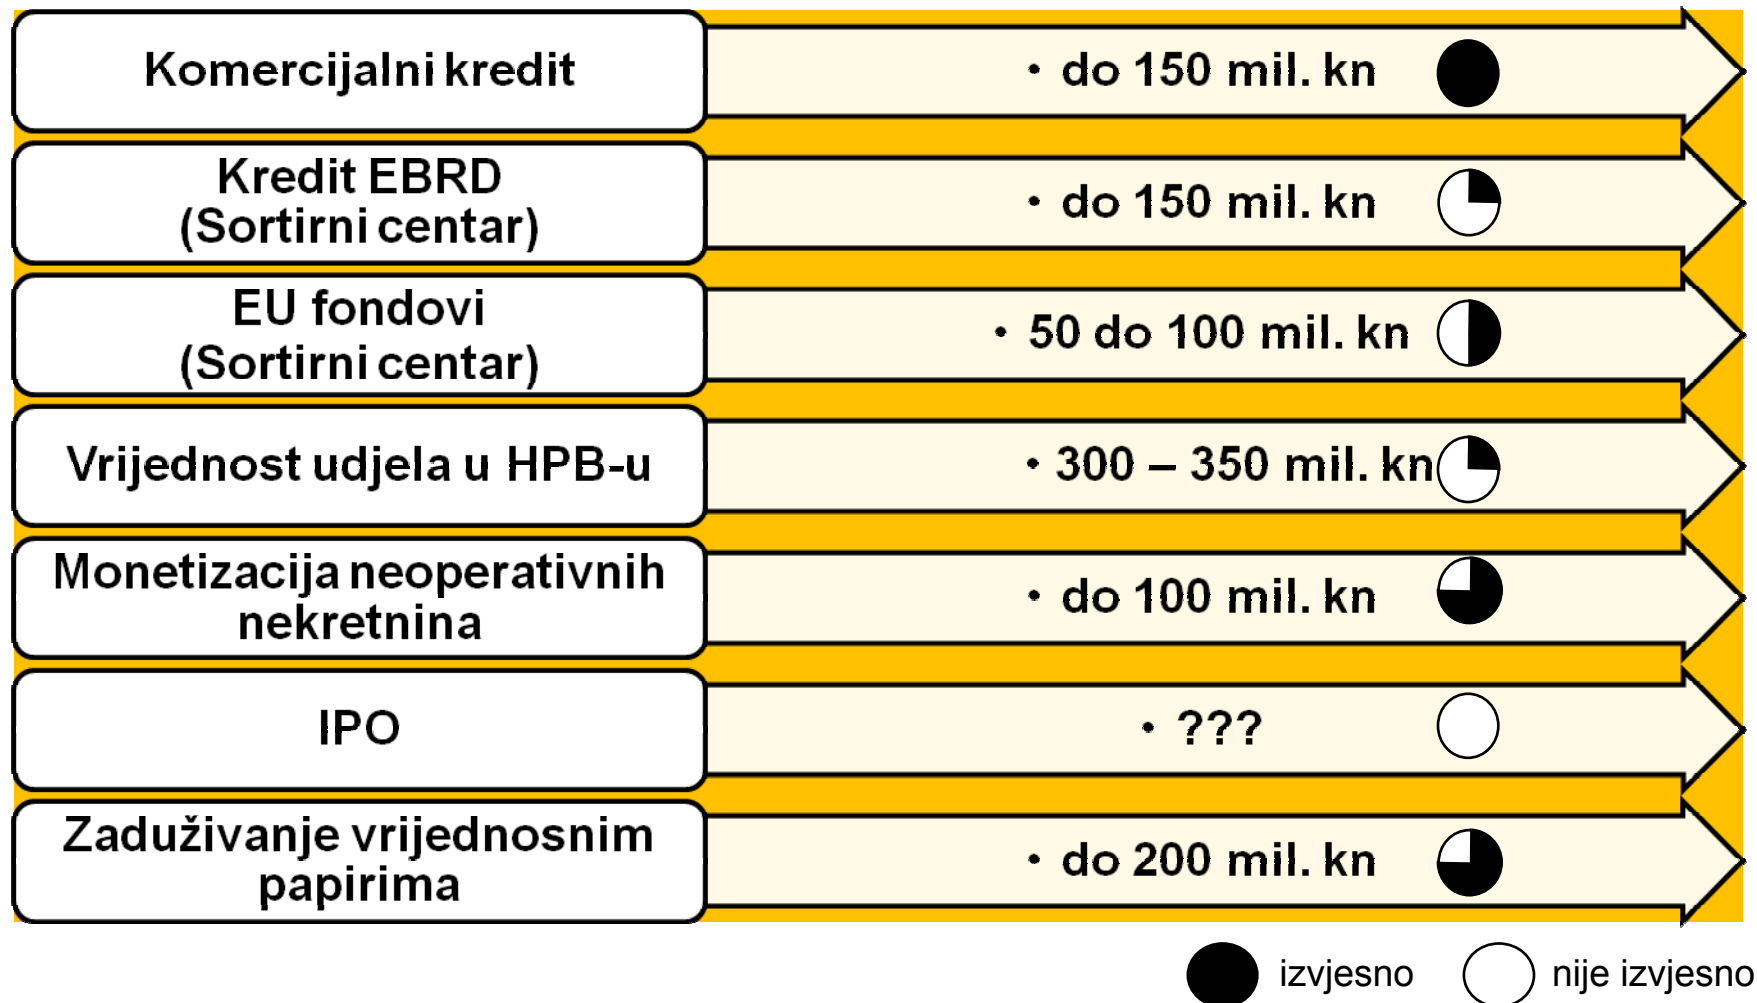 Komercijalni kredit
• do 150 mil. kn
Kredit EBRD
(Sortirni centar)
• do 150 mil. kn
EU fondovi
(Sortirni centar)
• 50 do 100 mil. kn
Vrijednost udjela u HPB-u
• 300 – 350 mil. kn
Monetizacija neoperativnih
nekretnina
• do 100 mil. kn
IPO
• ???
Zaduživanje vrijednosnim
papirima
• do 200 mil. kn
izvjesno
nije izvjesno